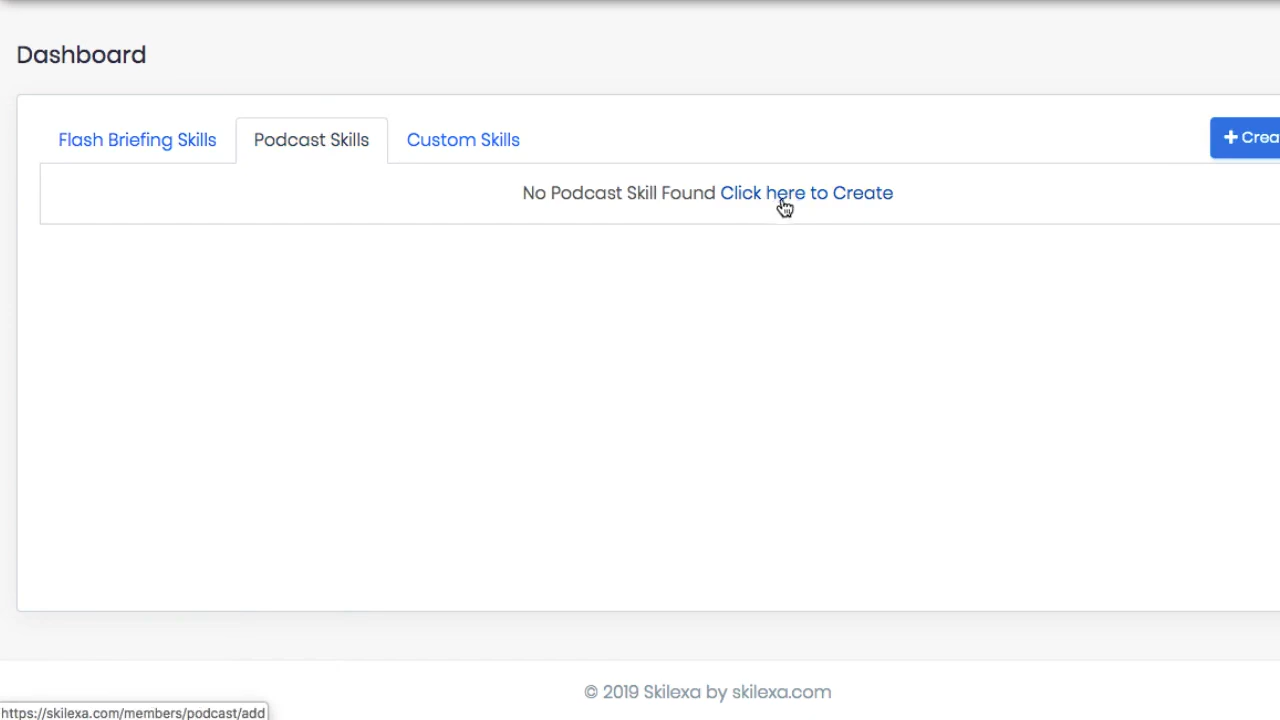 Dashboard
Flash Briefing Skills
Podcast Skills
Custom Skills
+ Crea
No Podcast Skill Found Click here to Create
© 2019 Skilexa by skilexa.com
https://skilexa.com/members/podcast/add